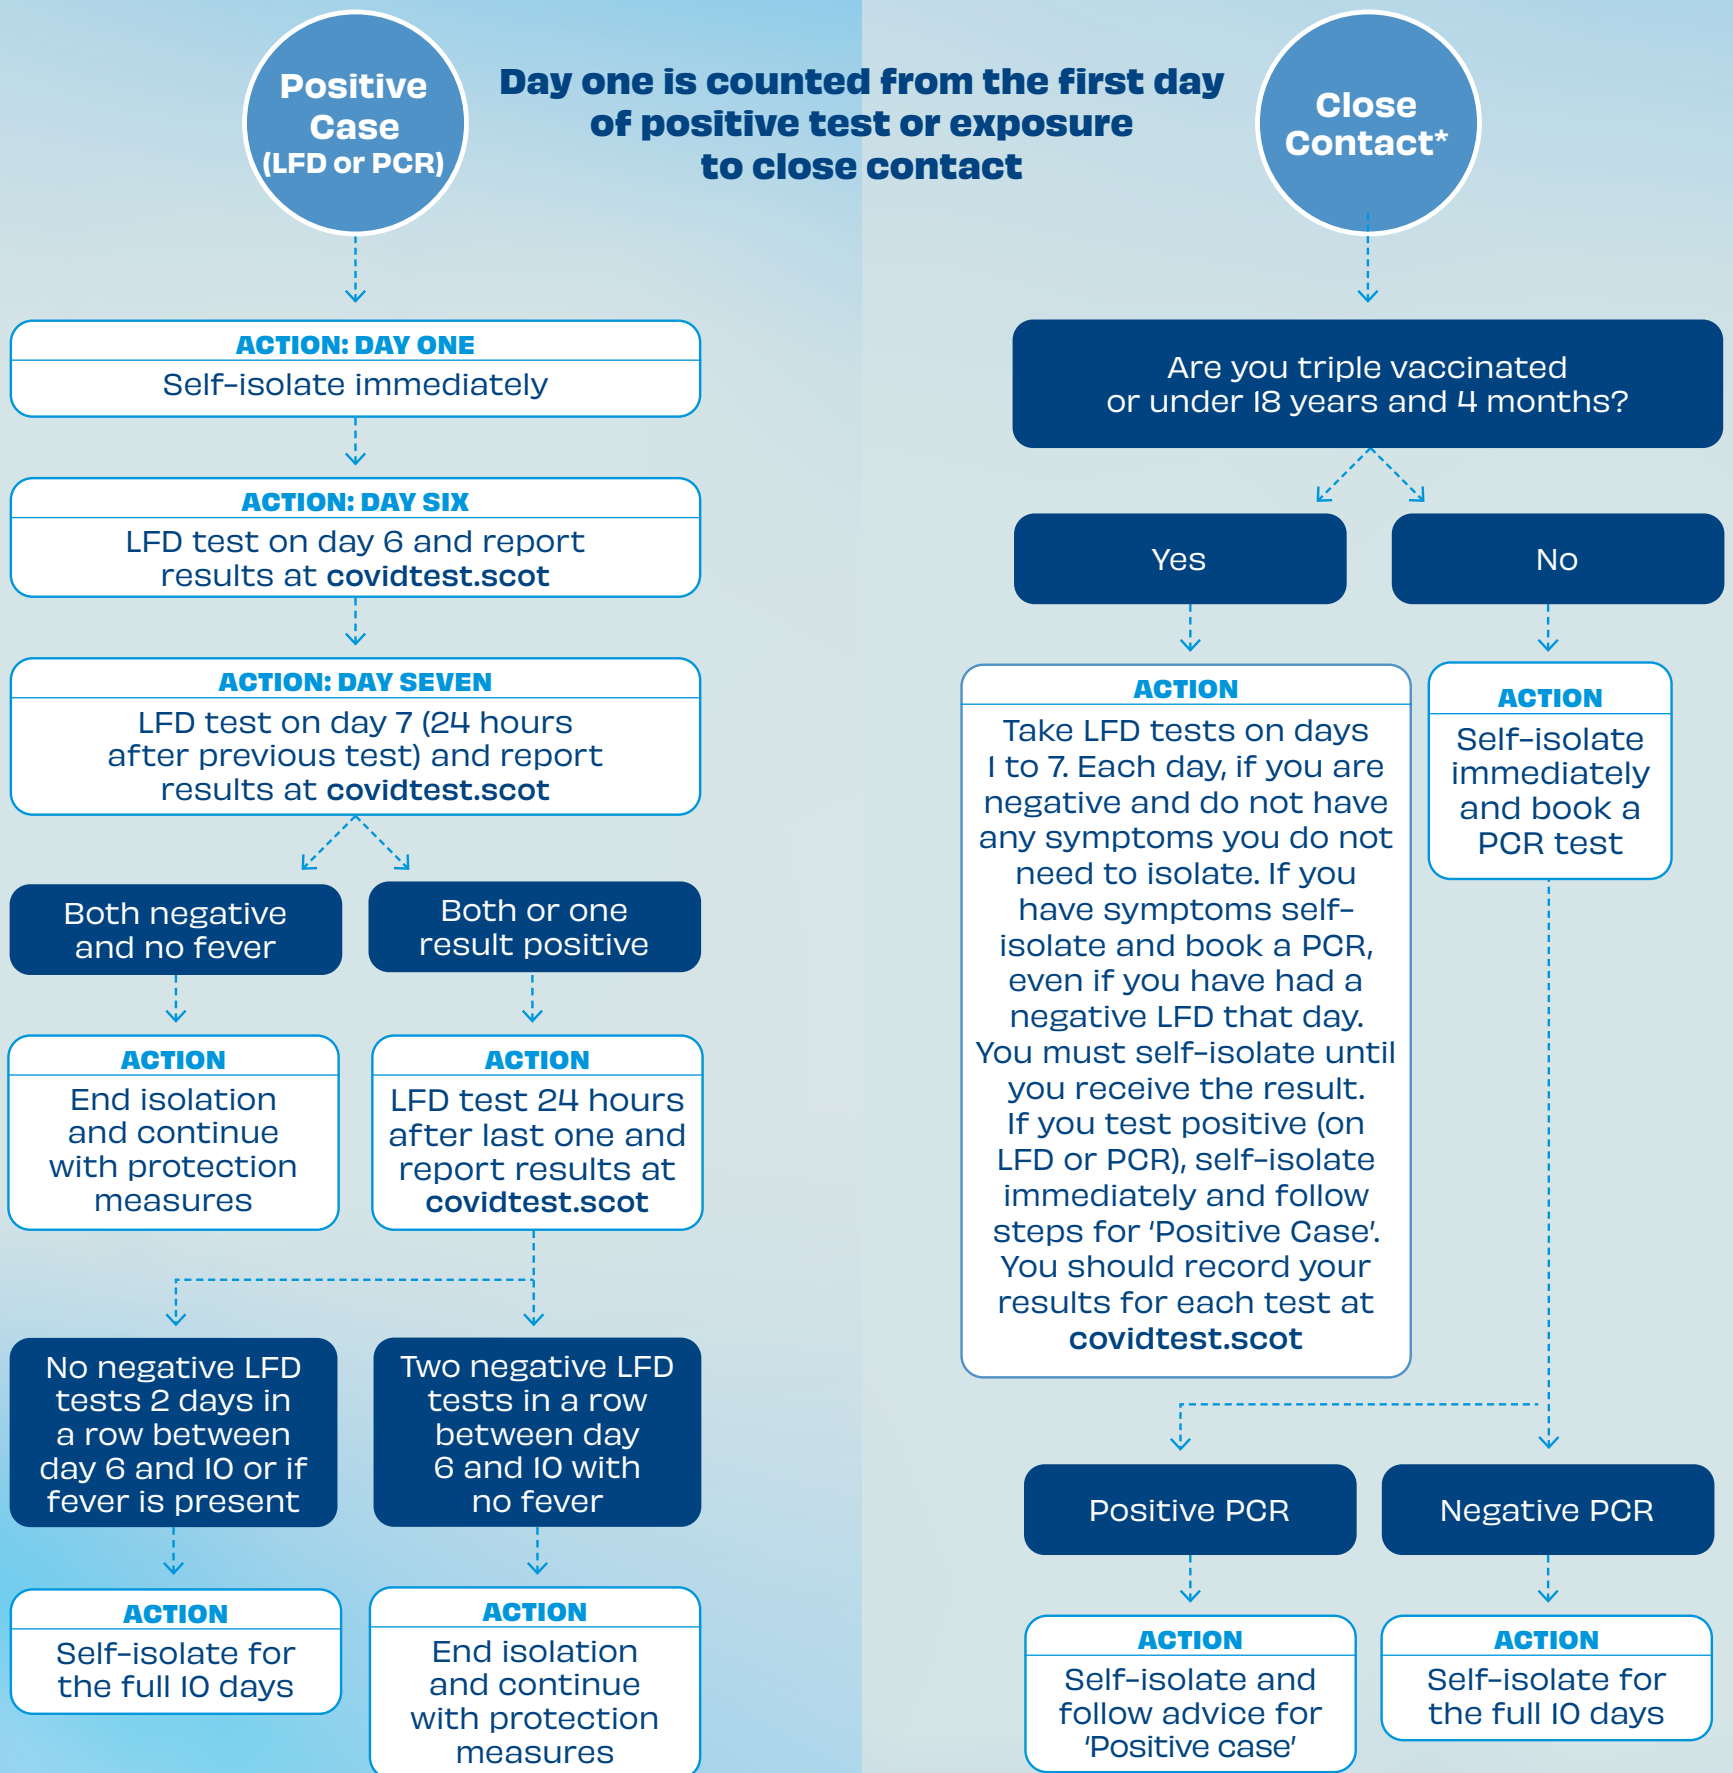 Positive
Case
(LFD or PCR)
Day one is counted from the first day
of positive test or exposure
to close contact
Close
Contact*
ACTION: DAY ONE
Self-isolate immediately
ACTION: DAY SIX
LFD test on day 6 and report
results at covidtest.scot
ACTION: DAY SEVEN
LFD test on day 7 (24 hours
after previous test) and report
results at covidtest.scot
Both negative
and no fever
Both or one
result positive
ACTION
End isolation
and continue
with protection
measures
ACTION
LFD test 24 hours
after last one and
report results at
covidtest.scot
No negative LFD
tests 2 days in
a row between
day 6 and 10 or if
fever is present
Two negative LFD
tests in a row
between day
6 and 10 with
no fever
ACTION
Self-isolate for
the full 10 days
ACTION
End isolation
and continue
with protection
measures
Are you triple vaccinated
or under 18 years and 4 months?
Yes
No
ACTION
Take LFD tests on days
1 to 7. Each day, if you are
negative and do not have
any symptoms you do not
need to isolate. If you
have symptoms self-
isolate and book a PCR,
even if you have had a
negative LFD that day.
You must self-isolate until
you receive the result.
If you test positive (on
LFD or PCR), self-isolate
immediately and follow
steps for ‘Positive Case’.
You should record your
results for each test at
covidtest.scot
ACTION
Self-isolate
immediately
and book a
PCR test
Positive PCR
Negative PCR
ACTION
Self-isolate and
follow advice for
‘Positive case’
ACTION
Self-isolate for
the full 10 days